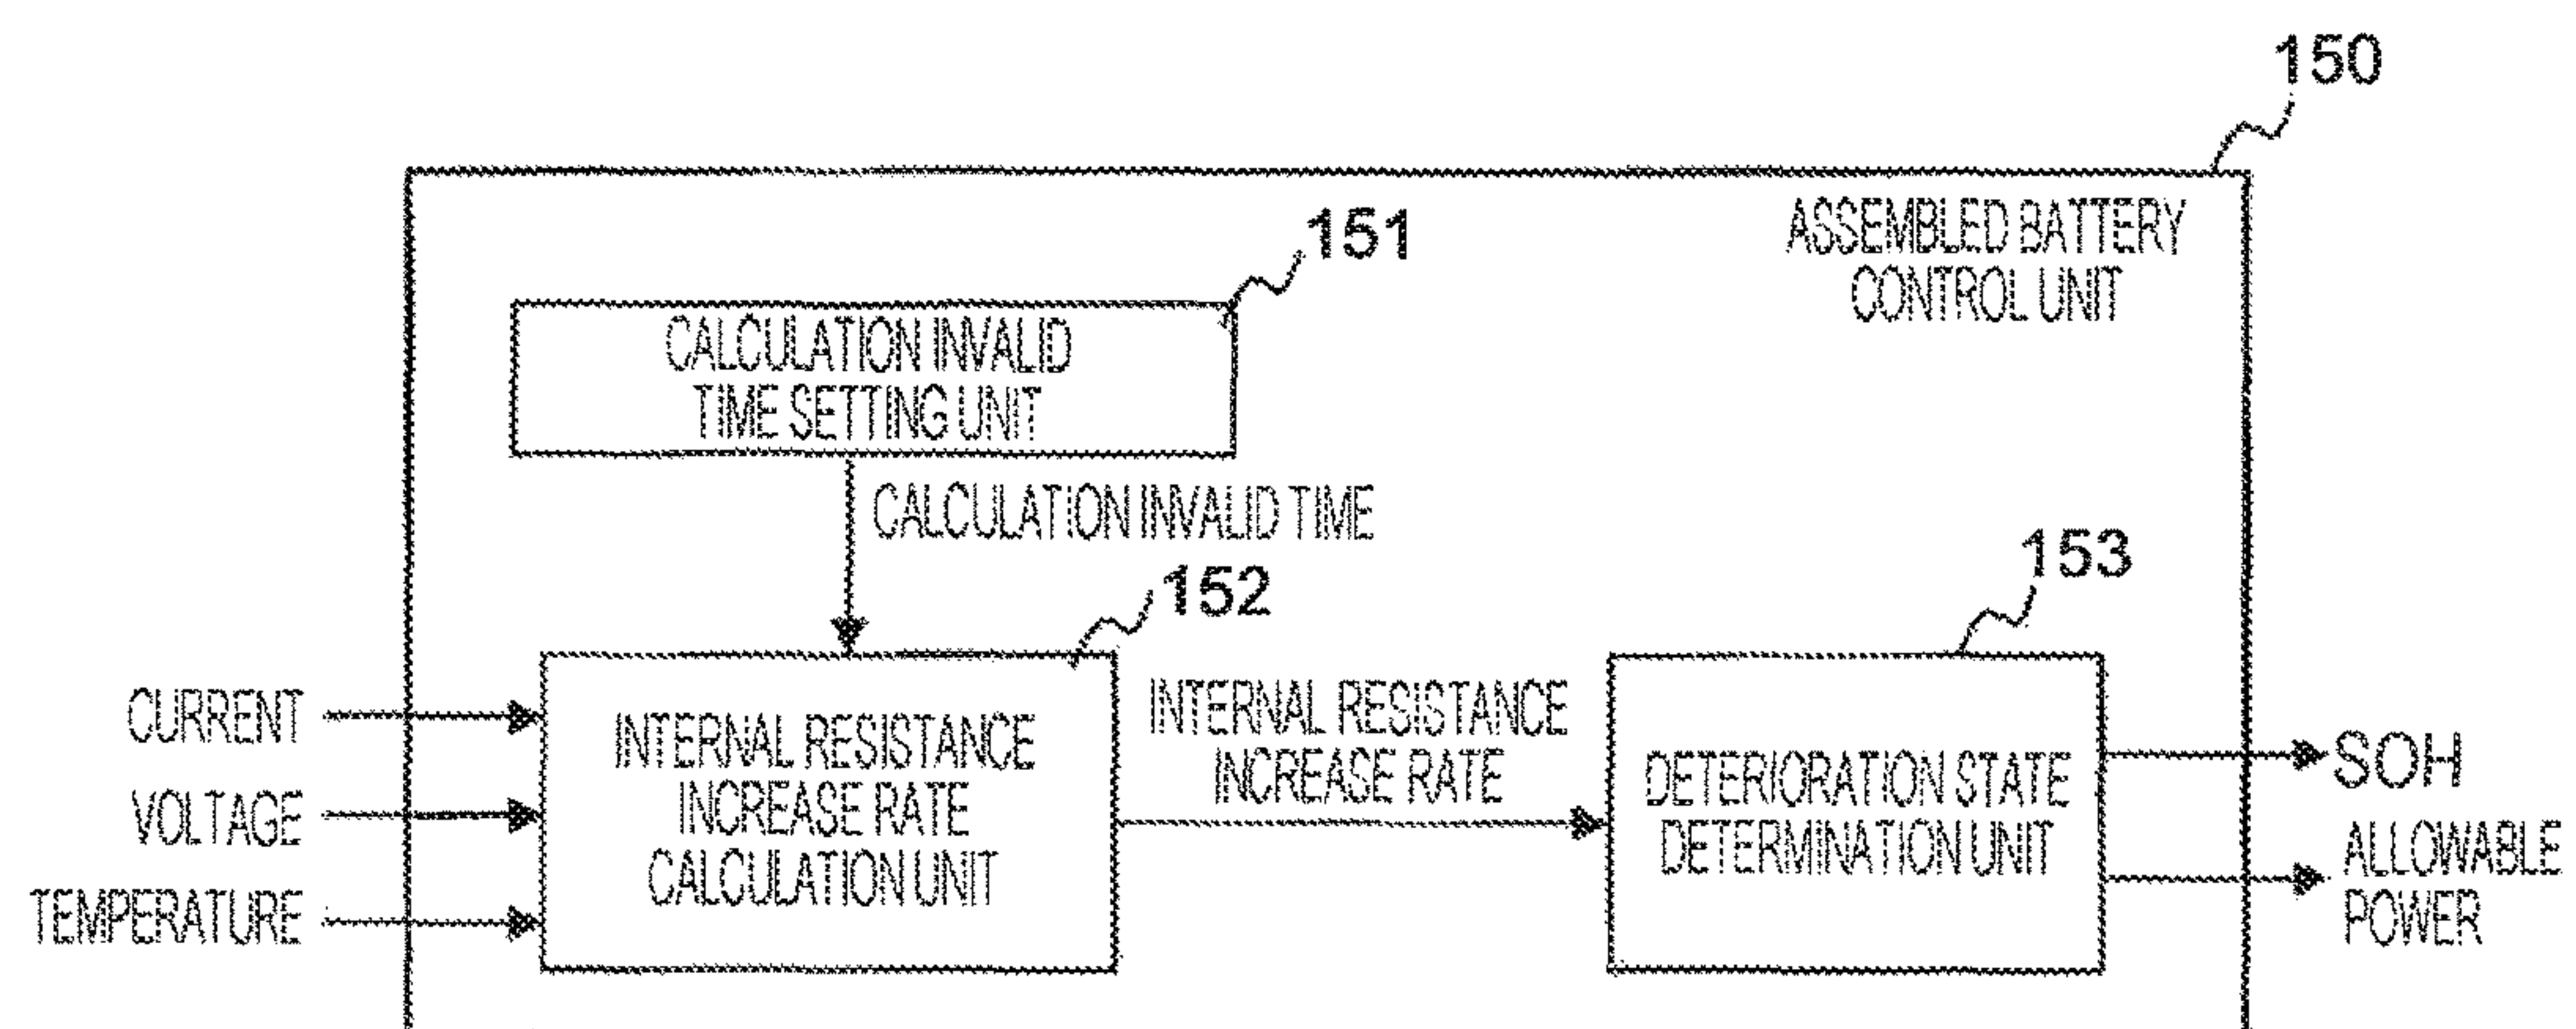 150
ASSEMBLED BATTERY
CONTROL UNIT
151
CALCULATION INVALID
TIME SETTING UNIT
CALCULATION INVALID TIME
152
153
CURRENT
VOLTAGE
TEMPERATURE
INTERNAL RESISTANCE
INCREASE RATE
CALCULATION UNIT
INTERNAL RESISTANCE
INCREASE RATE
DETERIORATION STATE
DETERMINATION UNIT
SOH
ALLOWABLE
POWER